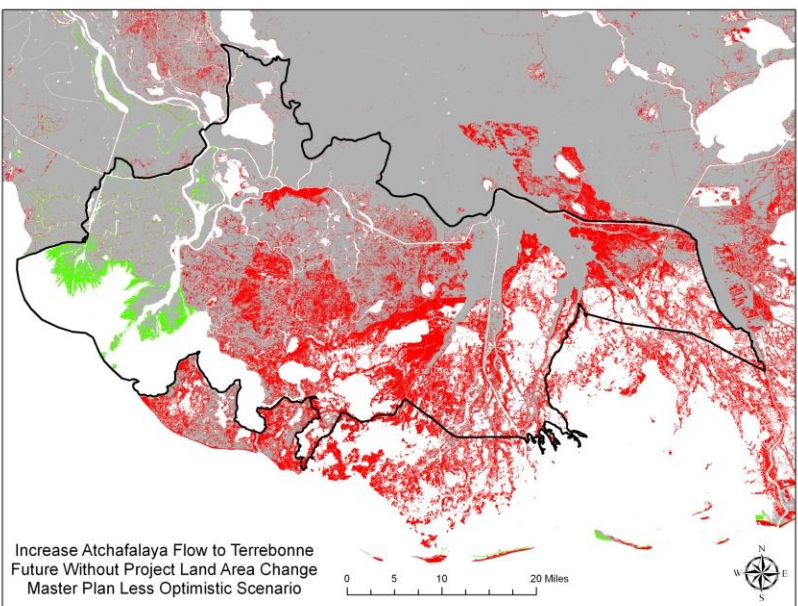 Increase Atchafalaya Flow to Terrebonne
Future Without Project Land Area Change
Master Plan Less Optimistic Scenario
0 5 10 20 Miles
N
W E
S